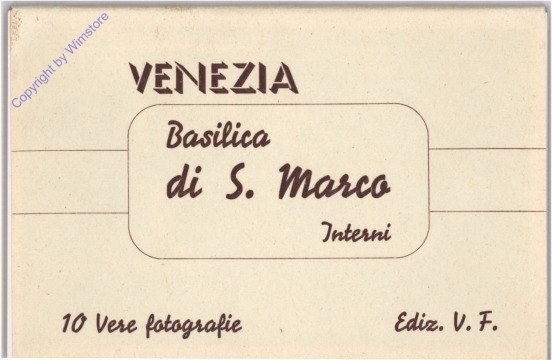 Copyright by Wimstore
VENEZIA
Basilica
di S. Marco
Interni
10 Vere fotografie
Ediz. V. F.